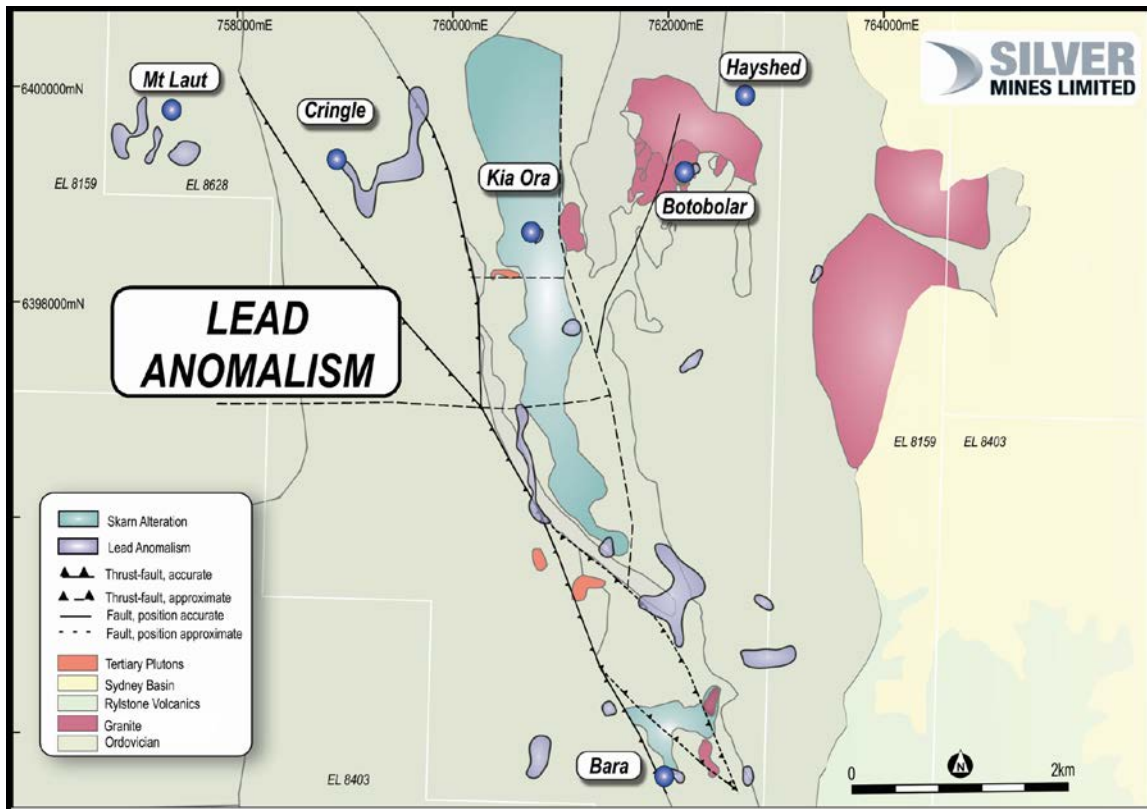 758000mE
760000mE
762000mE
764000mE
SILVER
MINES LIMITED
Hayshed
Mt Laut
6400000mN
Cringle
Kia Ora
EL 8159
EL 8628
Botobolar
6398000mN
LEAD
ANOMALISM
EL 8159
EL 8403
Skarn Alteration
Lead Anomalism
Thrust-fault, accurate
Thrust-fault, approximate
Fault, position accurate
Fault, position approximate
Tertiary Plutons
Sydney Basin
Rylstone Volcanics
Granite
Ordovician
Bara
EL 8403
N
0
2km